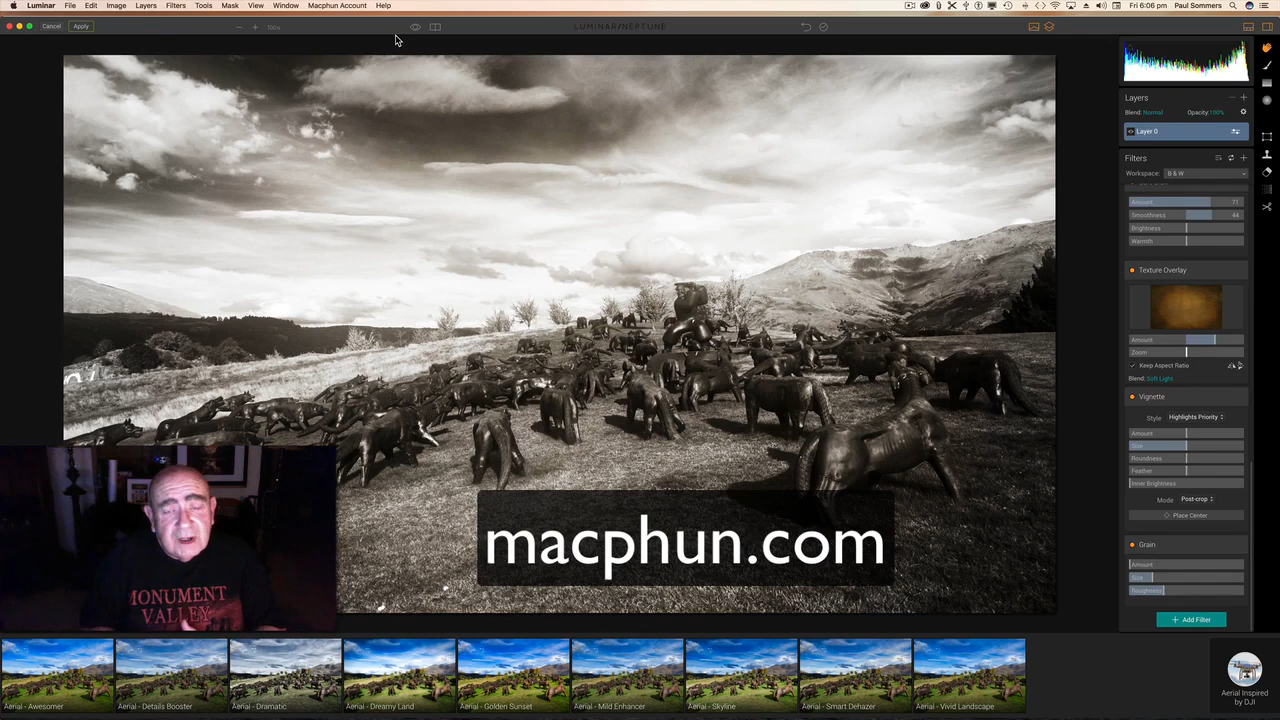 Luminar File Edit Image Layers Filters Tools Mask View Window Macphun Account Help Fri 6:06 pm Paul Sommers
Cancel Apply 100% LUMINAR/NEPTUNE
Layers
Blend: Normal Opacity:100%
Layer 0
Filters
Workspace: B & W
Amount 71
Smoothness 44
Brightness
Warmth
Texture Overlay
Amount
Zoom
Keep Aspect Ratio
Blend: Soft Light
Vignette
Style Highlights Priority
Amount
Size
Roundness
Feather
Inner Brightness
Mode Post-crop
Place Center
Grain
Amount
Size
Roughness
Add Filter
macphun.com
MONUMENT
VALLEY
Aerial - Awesomer
Aerial - Details Booster
Aerial - Dramatic
Aerial - Dreamy Land
Aerial - Golden Sunset
Aerial - Mild Enhancer
Aerial - Skyline
Aerial - Smart Dehazer
Aerial - Vivid Landscape
Aerial Inspired
by DJI